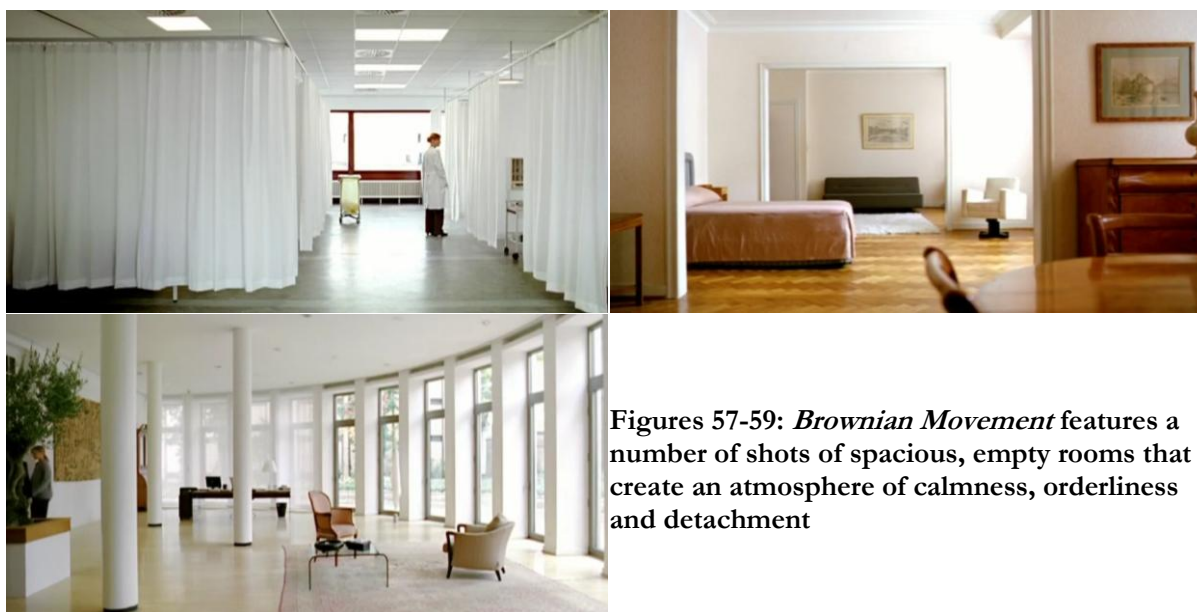 Figures 57-59: Brownian Movement features a
number of shots of spacious, empty rooms that
create an atmosphere of calmness, orderliness
and detachment